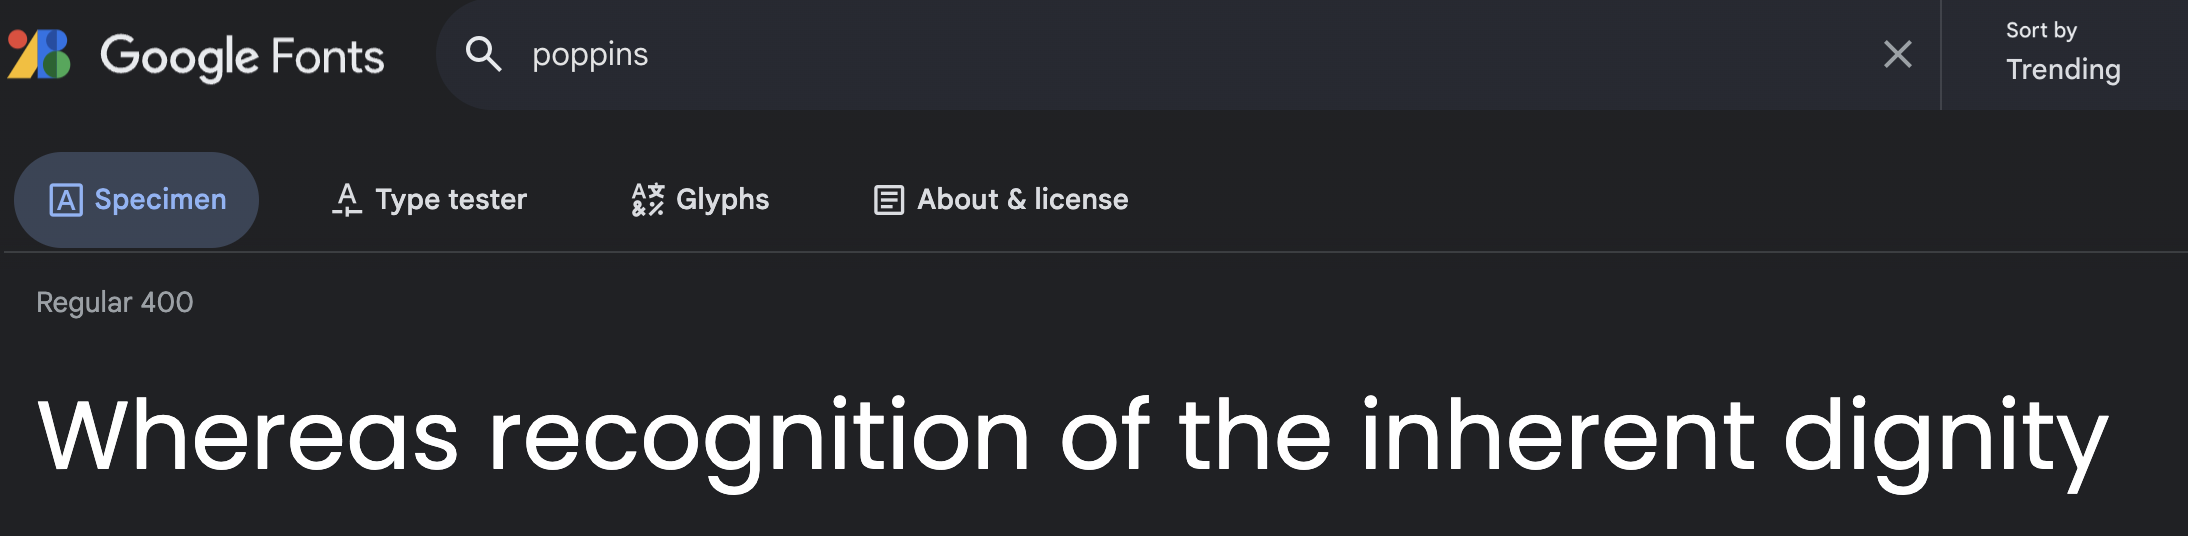 Google Fonts
poppins
Sort by
Trending
Specimen
Type tester
Glyphs
About & license
Regular 400
Whereas recognition of the inherent dignity